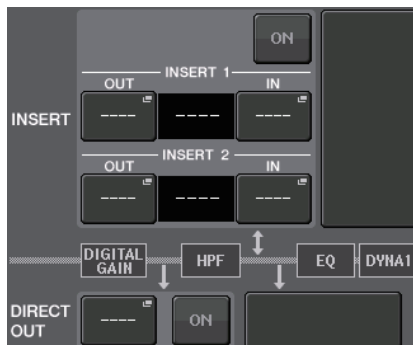 ON
INSERT 1
OUT IN
INSERT ---- ---- ----
INSERT 2
OUT IN
---- ---- ----
DIGITAL GAIN HPF EQ DYNA1
DIRECT OUT ---- ON